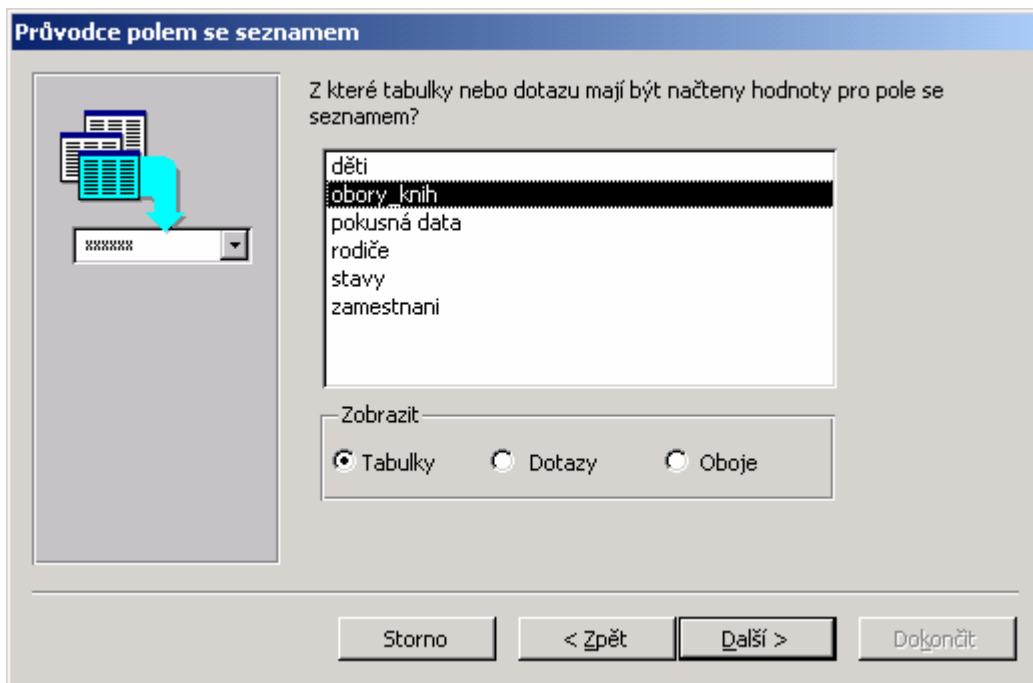 Průvodce polem se seznamem
Z které tabulky nebo dotazu mají být načteny hodnoty pro pole se
seznamem?
xxxxxx
děti
obory_knih
pokusná data
rodiče
stavy
zamestnani
Zobrazit
Tabulky Dotazy Oboje
Storno < Zpět Další > Dokončit